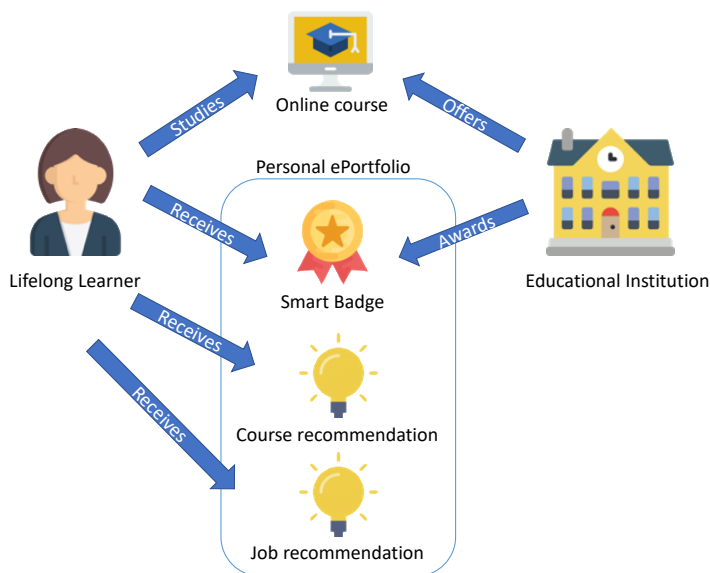 Online course
Studies
Offers
Personal ePortfolio
Receives
Awards
Lifelong Learner
Smart Badge
Educational Institution
Receives
Receives
Course recommendation
Job recommendation